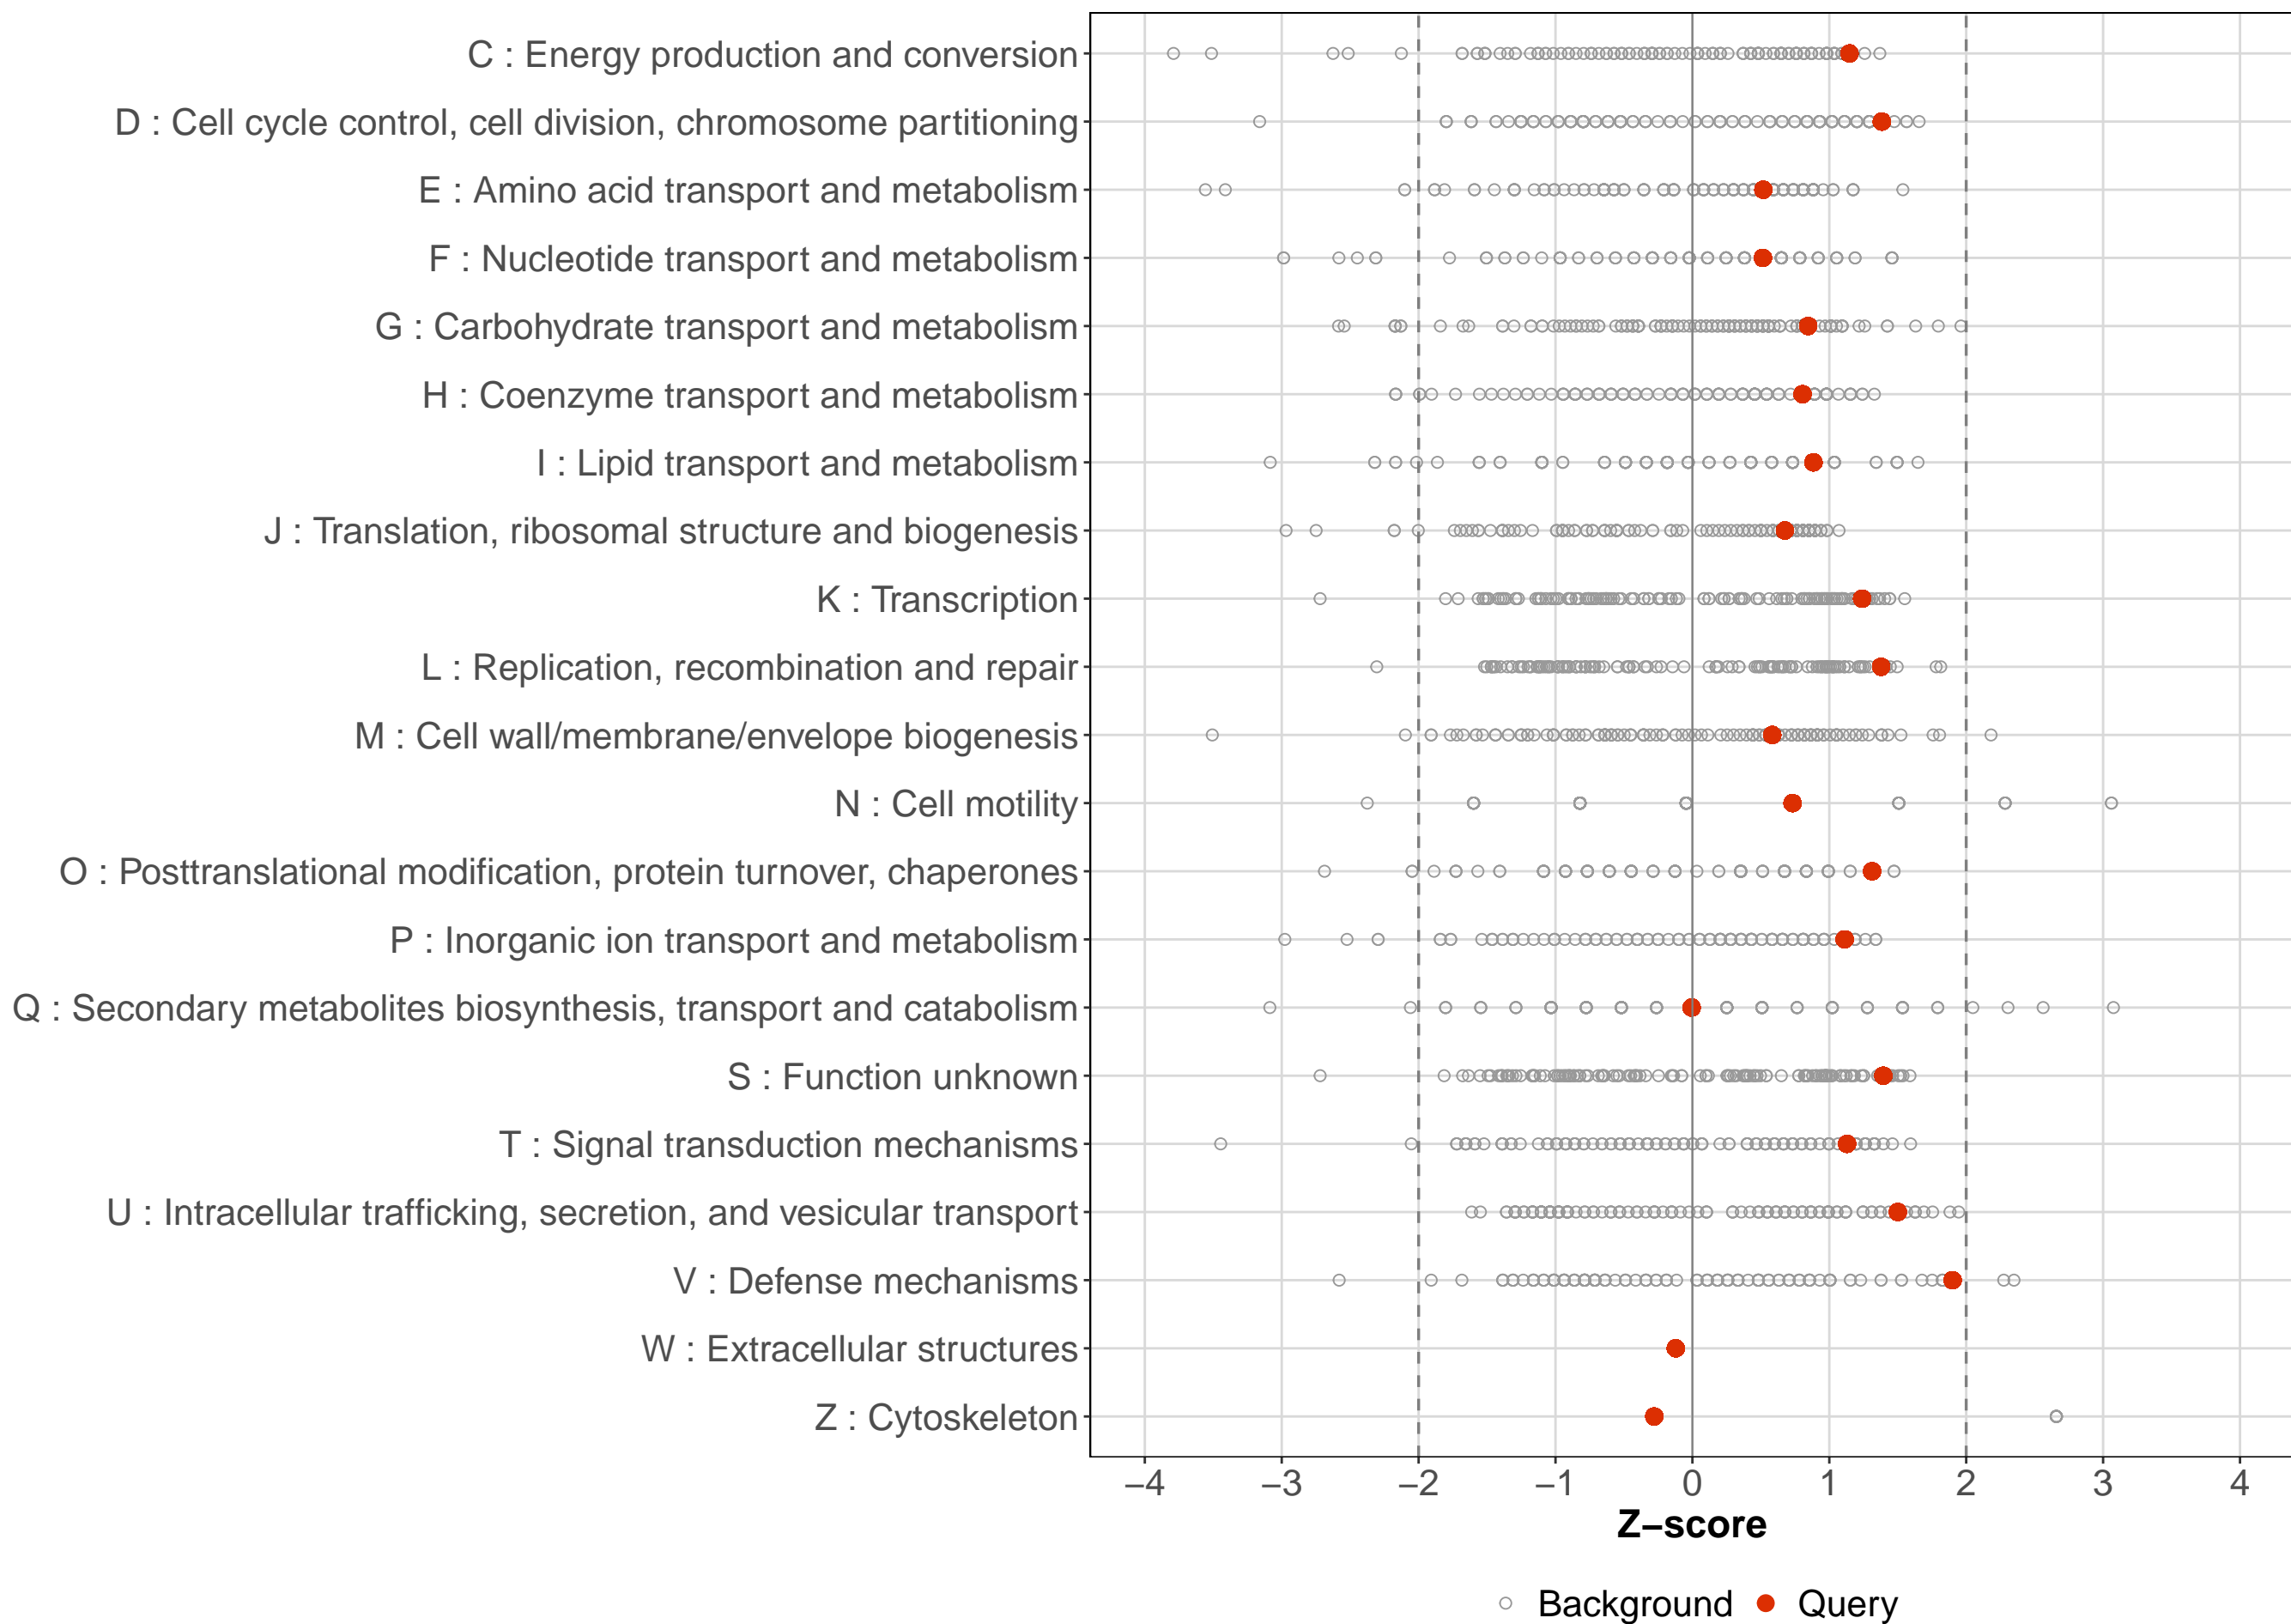 C : Energy production and conversion
D : Cell cycle control, cell division, chromosome partitioning
E : Amino acid transport and metabolism
F : Nucleotide transport and metabolism
G : Carbohydrate transport and metabolism
H : Coenzyme transport and metabolism
I : Lipid transport and metabolism
J : Translation, ribosomal structure and biogenesis
K : Transcription
L : Replication, recombination and repair
M : Cell wall/membrane/envelope biogenesis
N : Cell motility
O : Posttranslational modification, protein turnover, chaperones
P : Inorganic ion transport and metabolism
Q : Secondary metabolites biosynthesis, transport and catabolism
S : Function unknown
T : Signal transduction mechanisms
U : Intracellular trafficking, secretion, and vesicular transport
V : Defense mechanisms
W : Extracellular structures
Z : Cytoskeleton
−4 −3 −2 −1 0 1 2 3 4
Z−score
Background Query